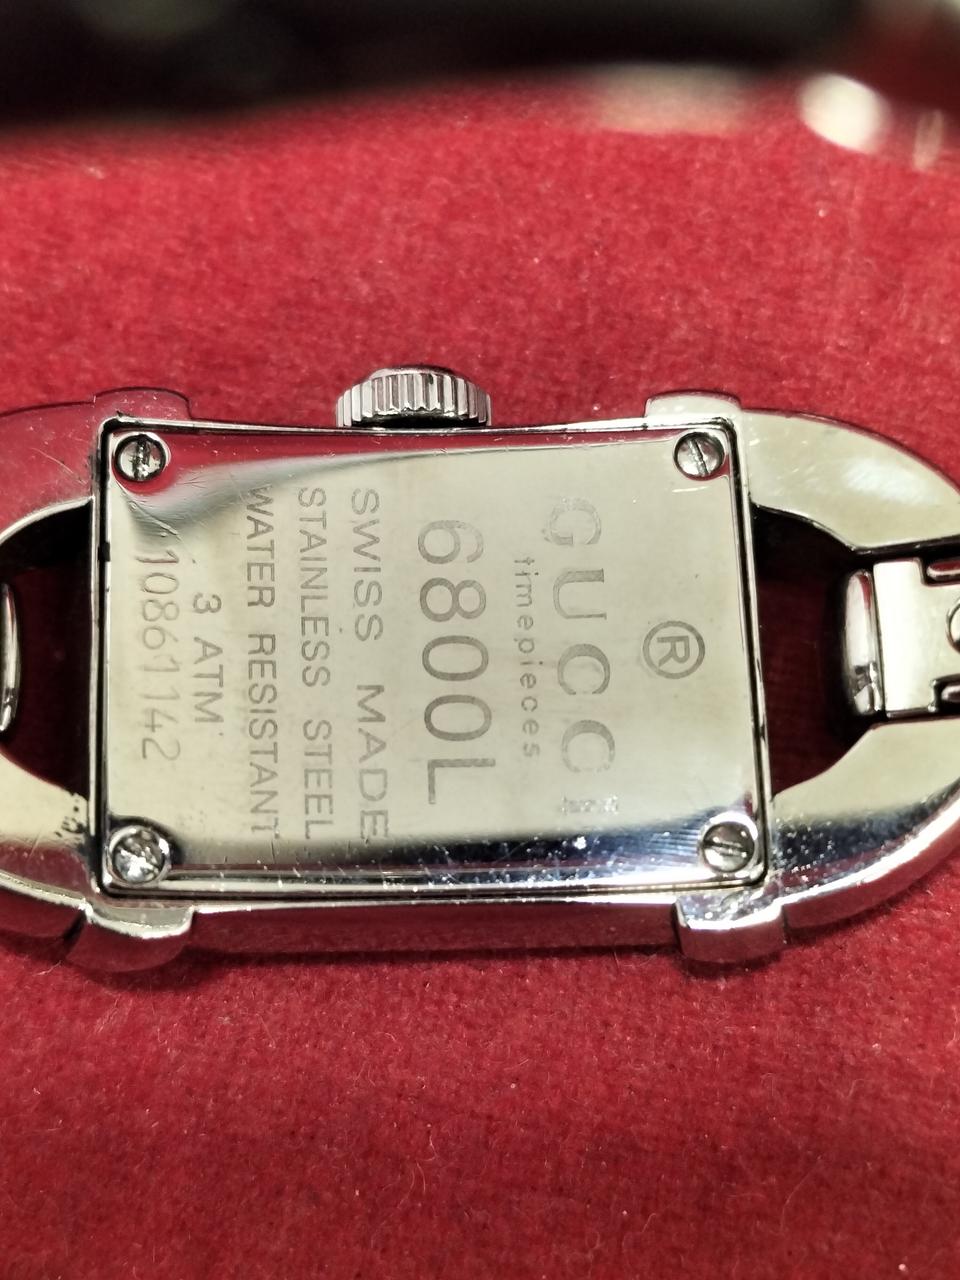 ®
GUCCI
timepieces
6800L
SWISS MADE
STAINLESS STEEL
WATER RESISTANT
3 ATM
10861142